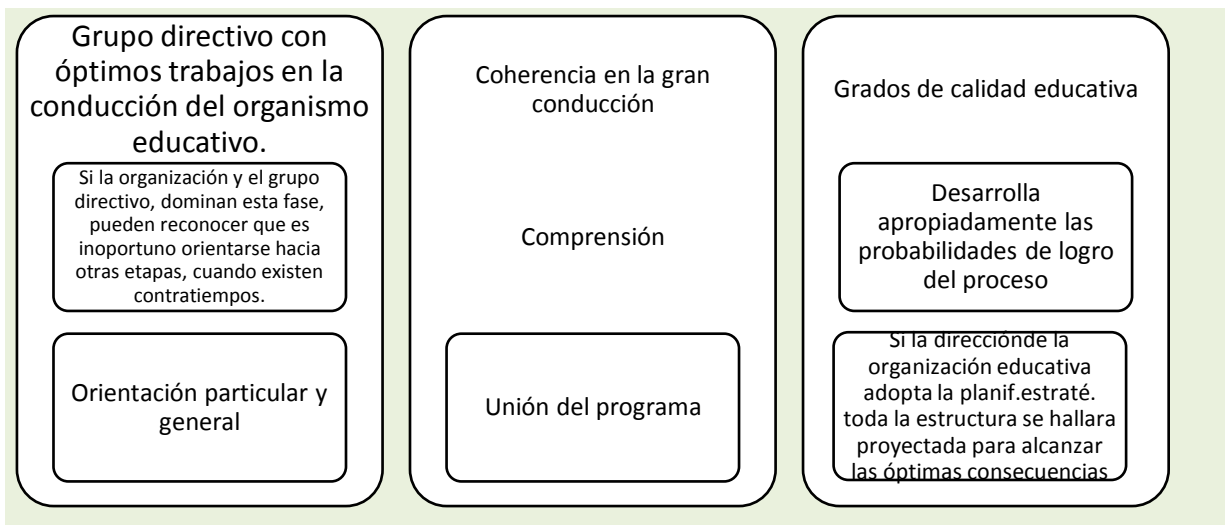 Grupo directivo con
óptimos trabajos en la
conducción del organismo
educativo.
Si la organización y el grupo
directivo, dominan esta fase,
pueden reconocer que es
inoportuno orientarse hacia
otras etapas, cuando existen
contratiempos.
Orientación particular y
general
Coherencia en la gran
conducción
Comprensión
Unión del programa
Grados de calidad educativa
Desarrolla
apropiadamente las
probabilidades de logro
del proceso
Si la direcciónde la
organización educativa
adopta la planif.estraté.
toda la estructura se hallara
proyectada para alcanzar
las óptimas consecuencias